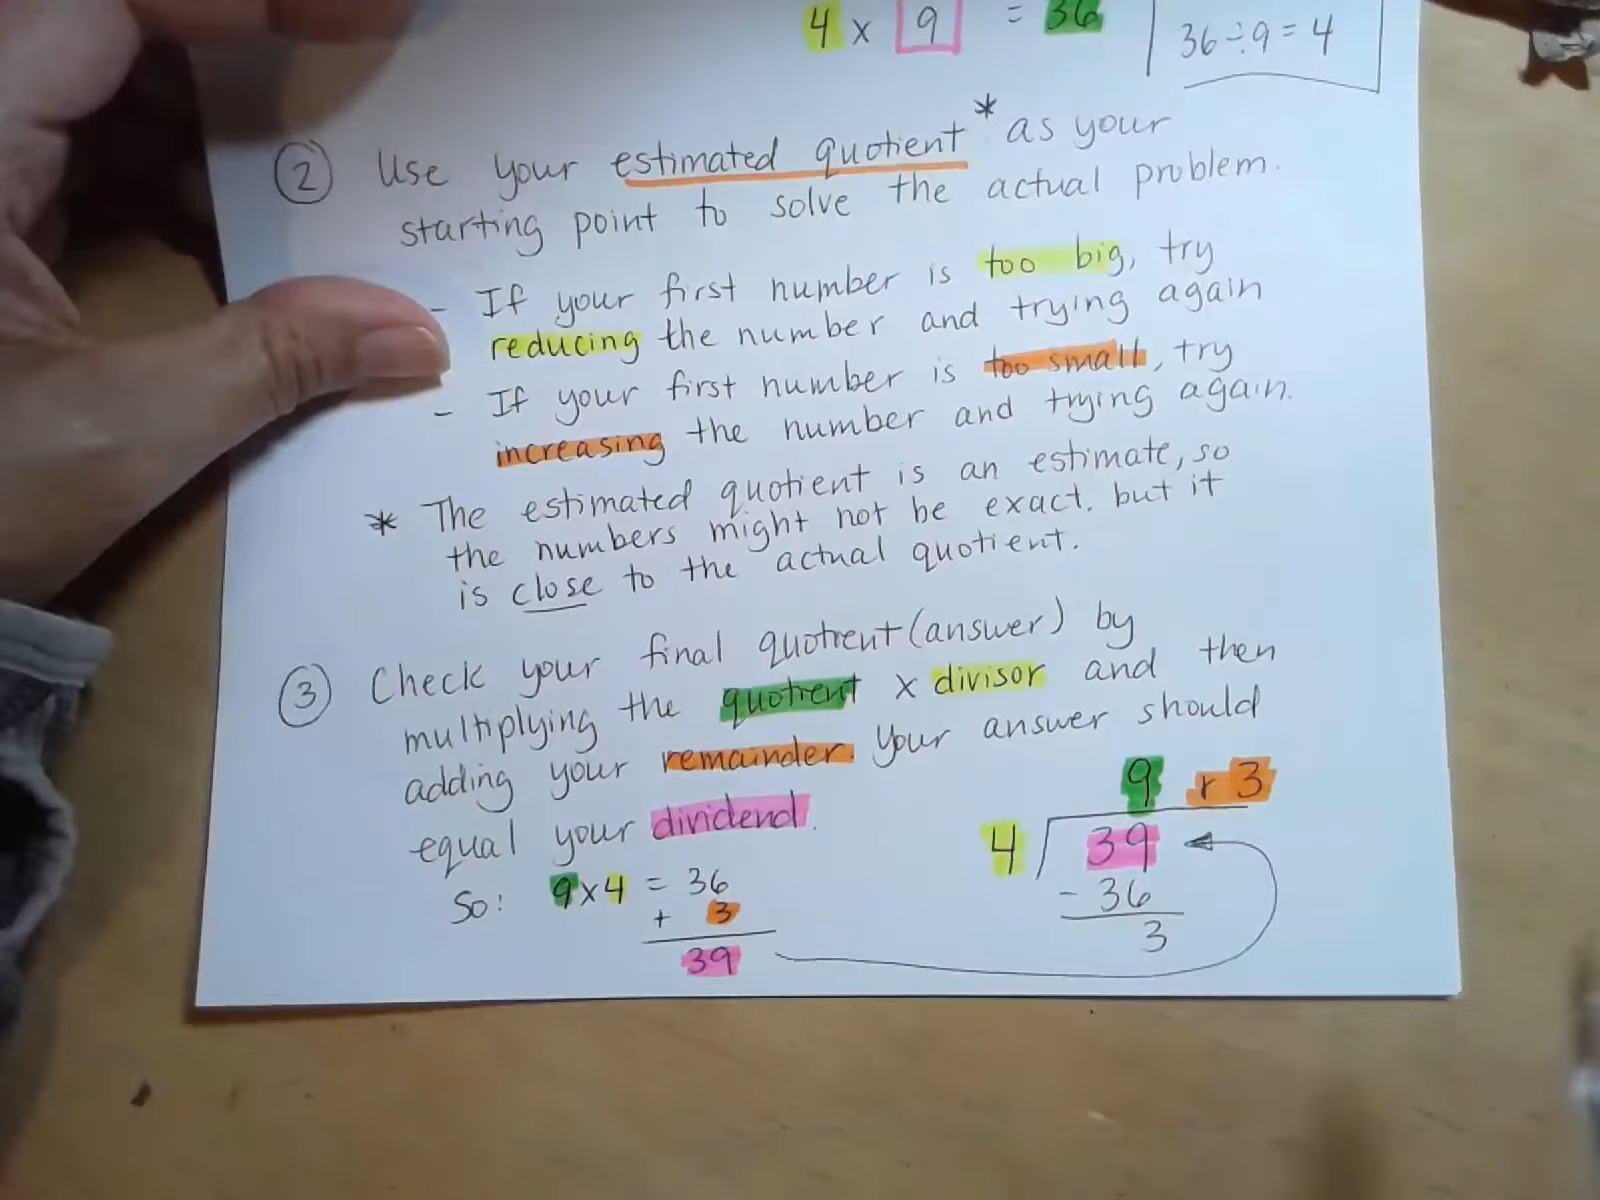 4 x 9 = 36
36 ÷ 9 = 4
2 Use your estimated quotient* as your
starting point to solve the actual problem.
- If your first number is too big, try
reducing the number and trying again
- If your first number is too small, try
increasing the number and trying again.
* The estimated quotient is an estimate, so
the numbers might not be exact. but it
is close to the actual quotient.
3 Check your final quotient (answer) by
multiplying the quotient x divisor and then
adding your remainder. Your answer should
equal your dividend.
So: 9 x 4 = 36
+ 3
39
9 r 3
4 39
- 36
3